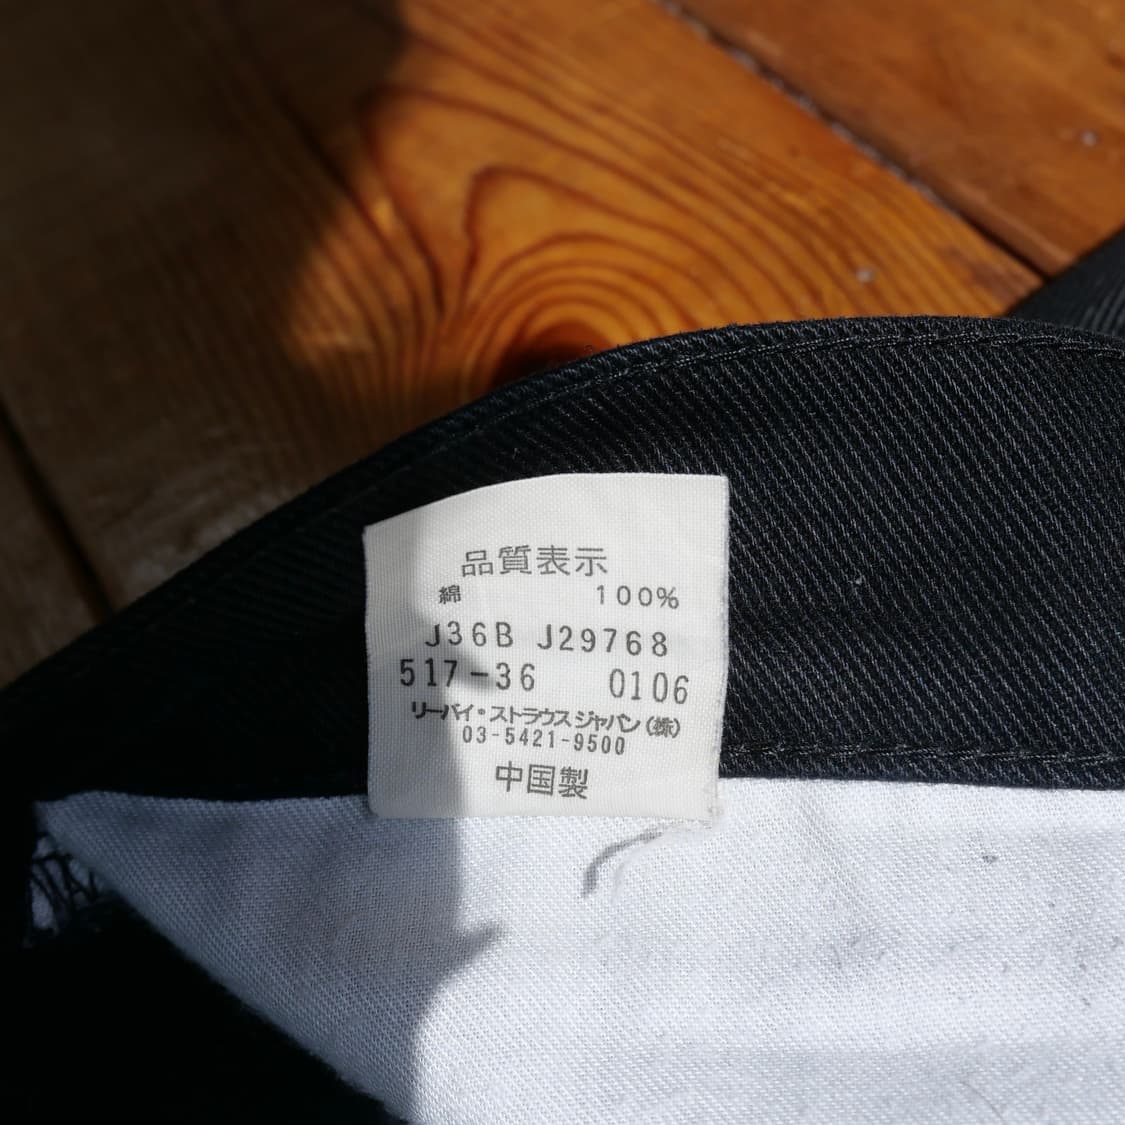 品質表示
綿 100%
J36B J29768
517-36 0106
リーバイ・ストラウス ジャパン(株)
03-5421-9500
中国製